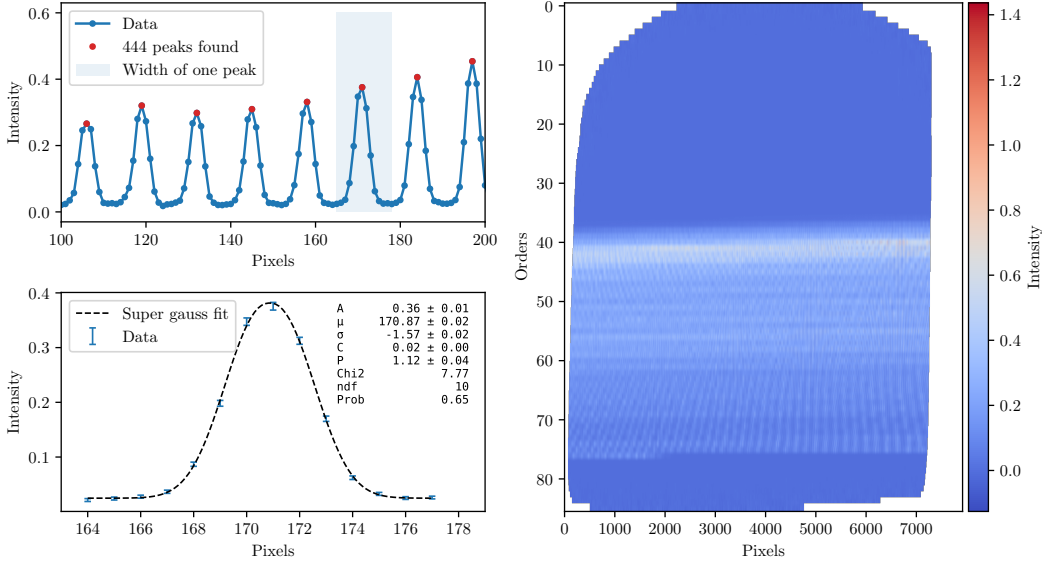 0.6
0.4
0.2
0.0
Intensity
Data
444 peaks found
Width of one peak
100
120
140
160
180
200
Pixels
0.4
0.3
0.2
0.1
Intensity
Super gauss fit
Data
A 0.36 ± 0.01
μ 170.87 ± 0.02
σ -1.57 ± 0.02
C 0.02 ± 0.00
P 1.12 ± 0.04
Chi2 7.77
ndf 10
Prob 0.65
164
166
168
170
172
174
176
178
Pixels
0
10
20
30
40
50
60
70
80
Orders
0
1000
2000
3000
4000
5000
6000
7000
Pixels
1.4
1.2
1.0
0.8
0.6
0.4
0.2
0.0
Intensity